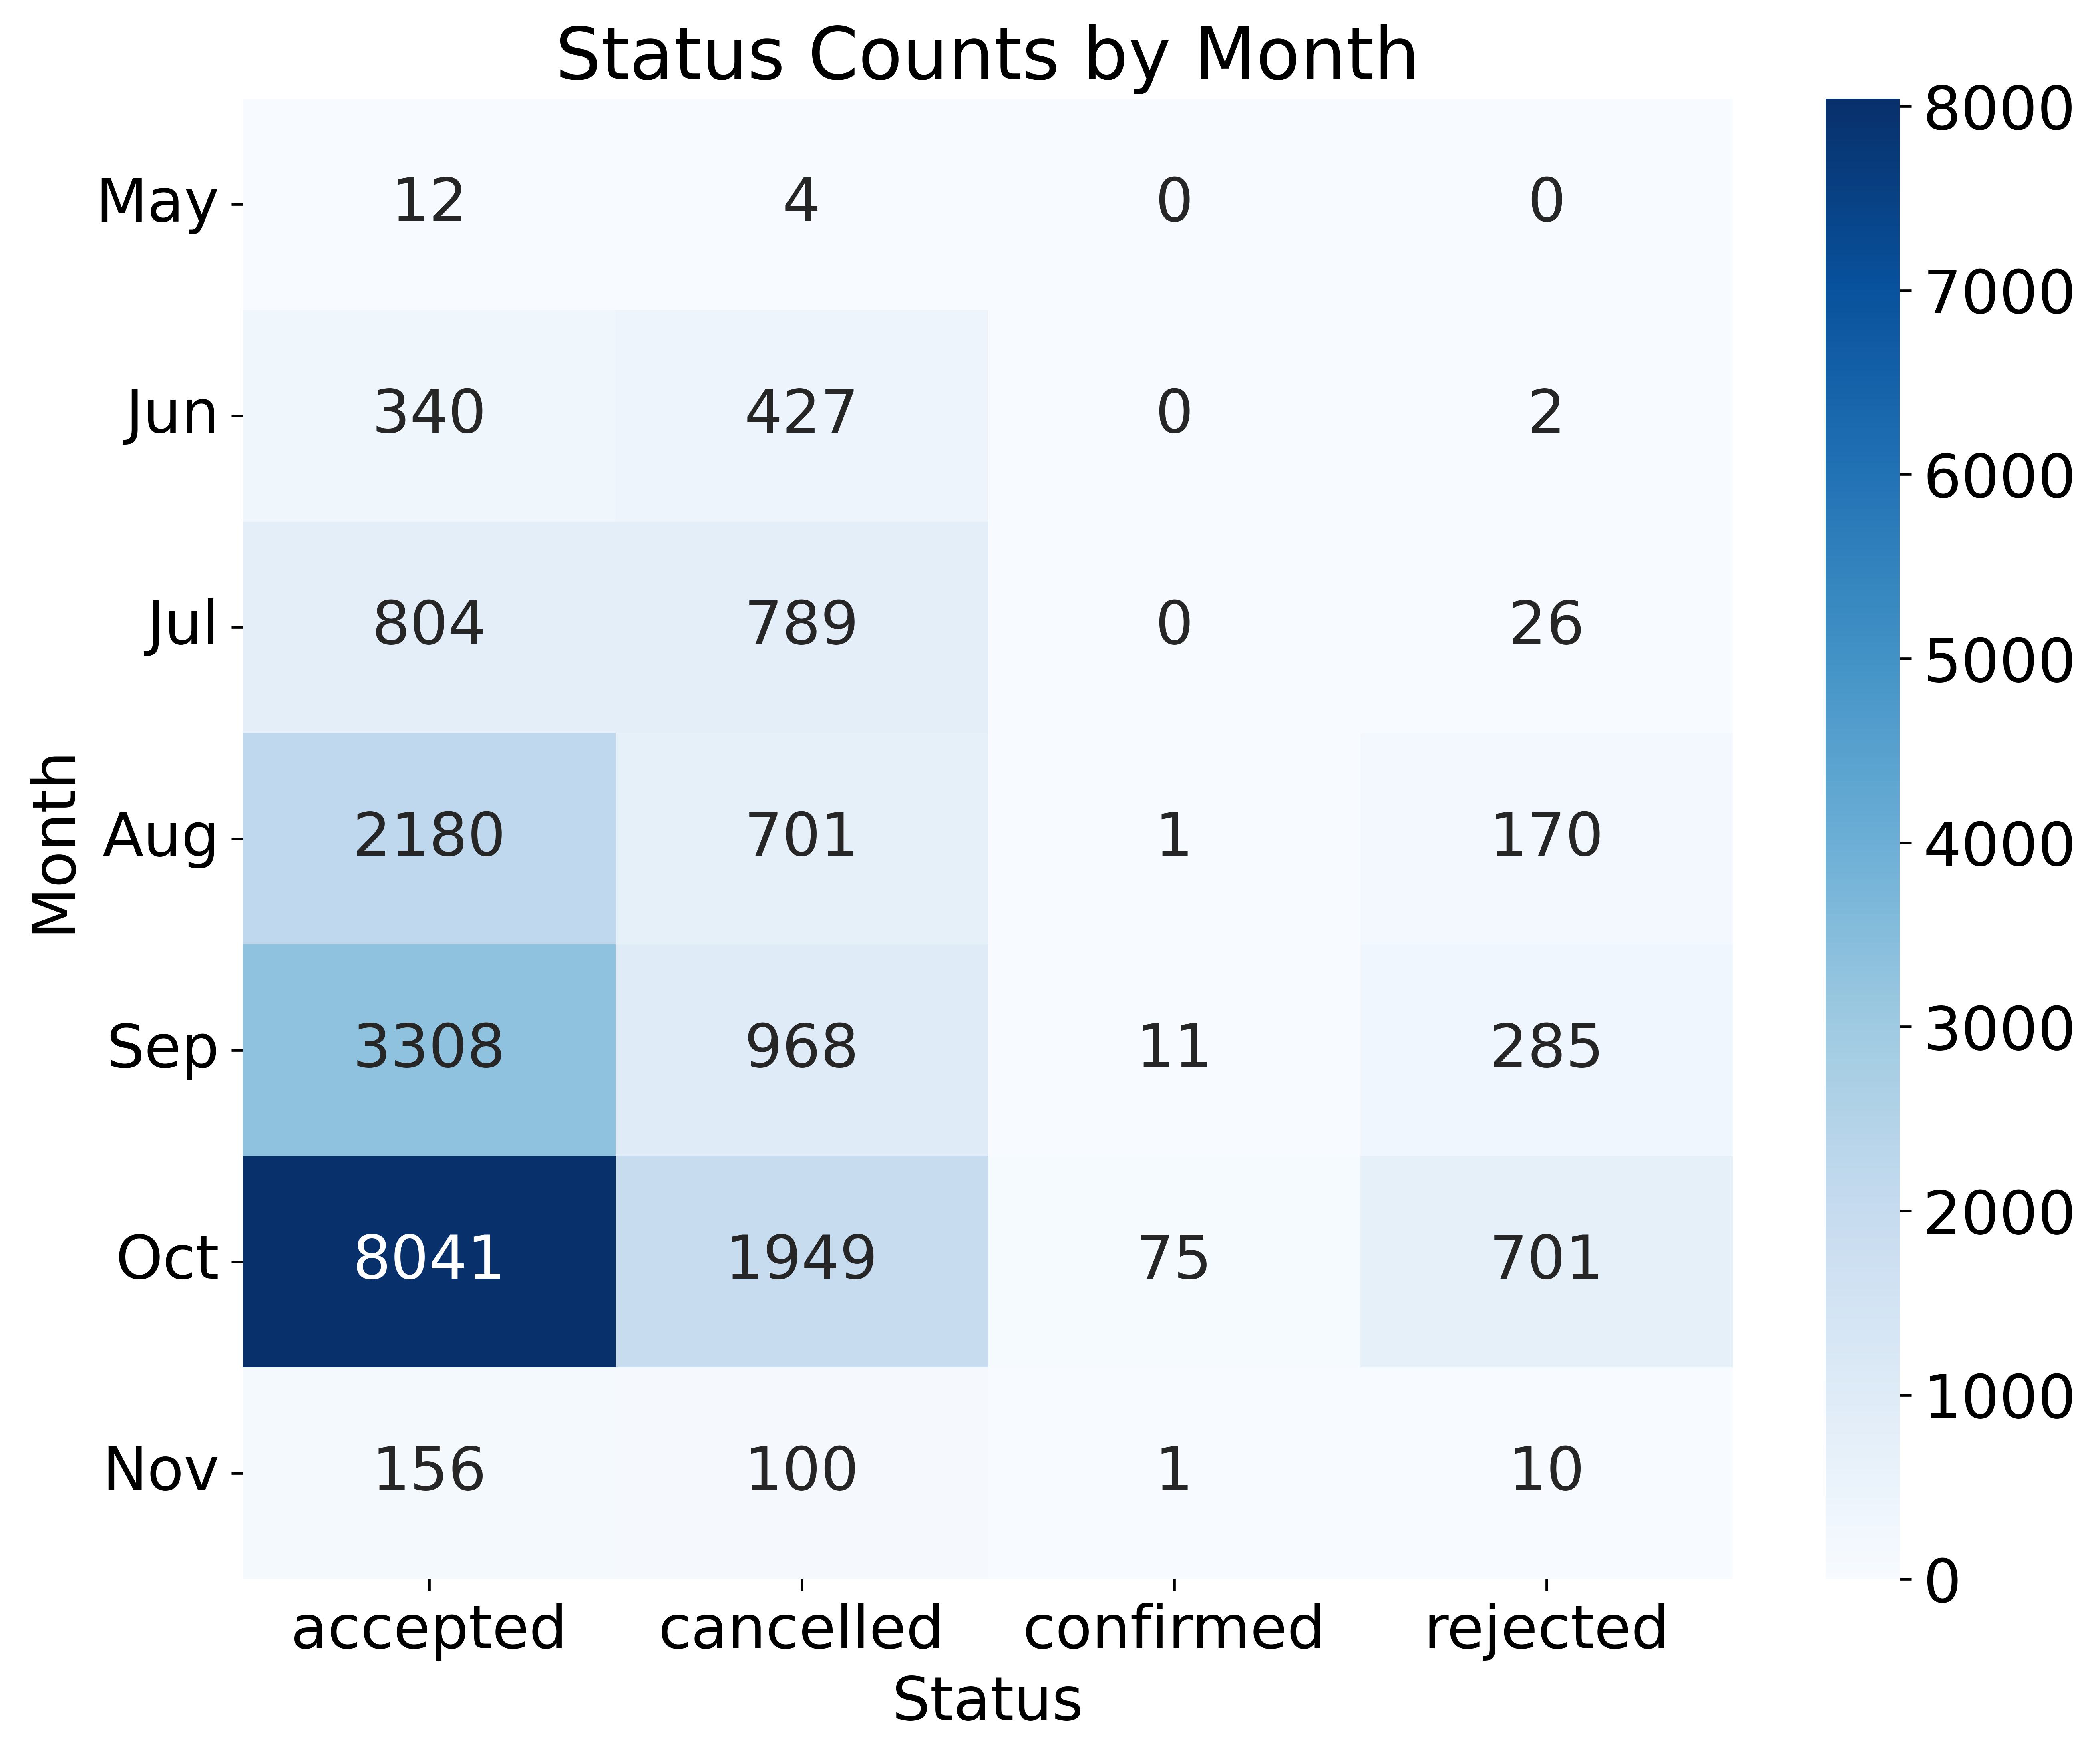 Status Counts by Month
May 12 4 0 0
Jun 340 427 0 2
Jul 804 789 0 26
Aug 2180 701 1 170
Sep 3308 968 11 285
Oct 8041 1949 75 701
Nov 156 100 1 10
accepted cancelled confirmed rejected
Status
Month
8000
7000
6000
5000
4000
3000
2000
1000
0